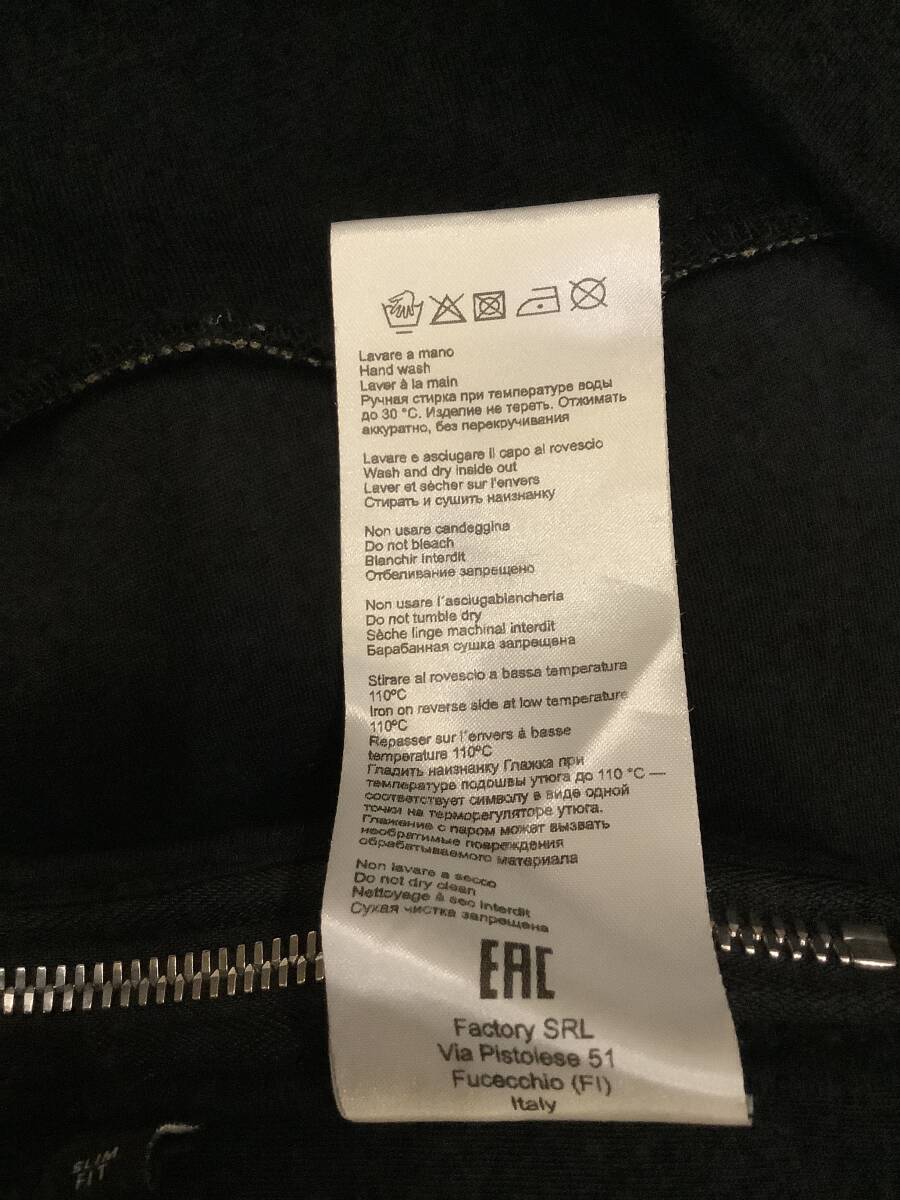 Lavare a mano
Hand wash
Laver à la main
Ручная стирка при температуре воды
до 30 °C. Изделие не тереть. Отжимать
аккуратно, без перекручивания
Lavare e asciugare il capo al rovescio
Wash and dry inside out
Laver et sècher sur l'envers
Стирать и сушить наизнанку
Non usare candeggina
Do not bleach
Blanchir interdit
Отбеливание запрещено
Non usare l'asciugabiancheria
Do not tumble dry
Sèche linge machinal interdit
Барабанная сушка запрещена
Stirare al rovescio a bassa temperatura
110ºC
Iron on reverse side at low temperature
110ºC
Repasser sur l'envers à basse
temperature 110ºC
Гладить наизнанку Глажка при
температуре подошвы утюга до 110 °C —
соответствует символу в виде одной
точки на терморегуляторе утюга.
Глажение с паром может вызвать
необратимые повреждения
обрабатываемого материала
Non lavare a secco
Do not dry clean
Nettoyage à sec interdit
Сухая чистка запрещена
EAC
Factory SRL
Via Pistolese 51
Fucecchio (FI)
Italy
SLIM
FIT